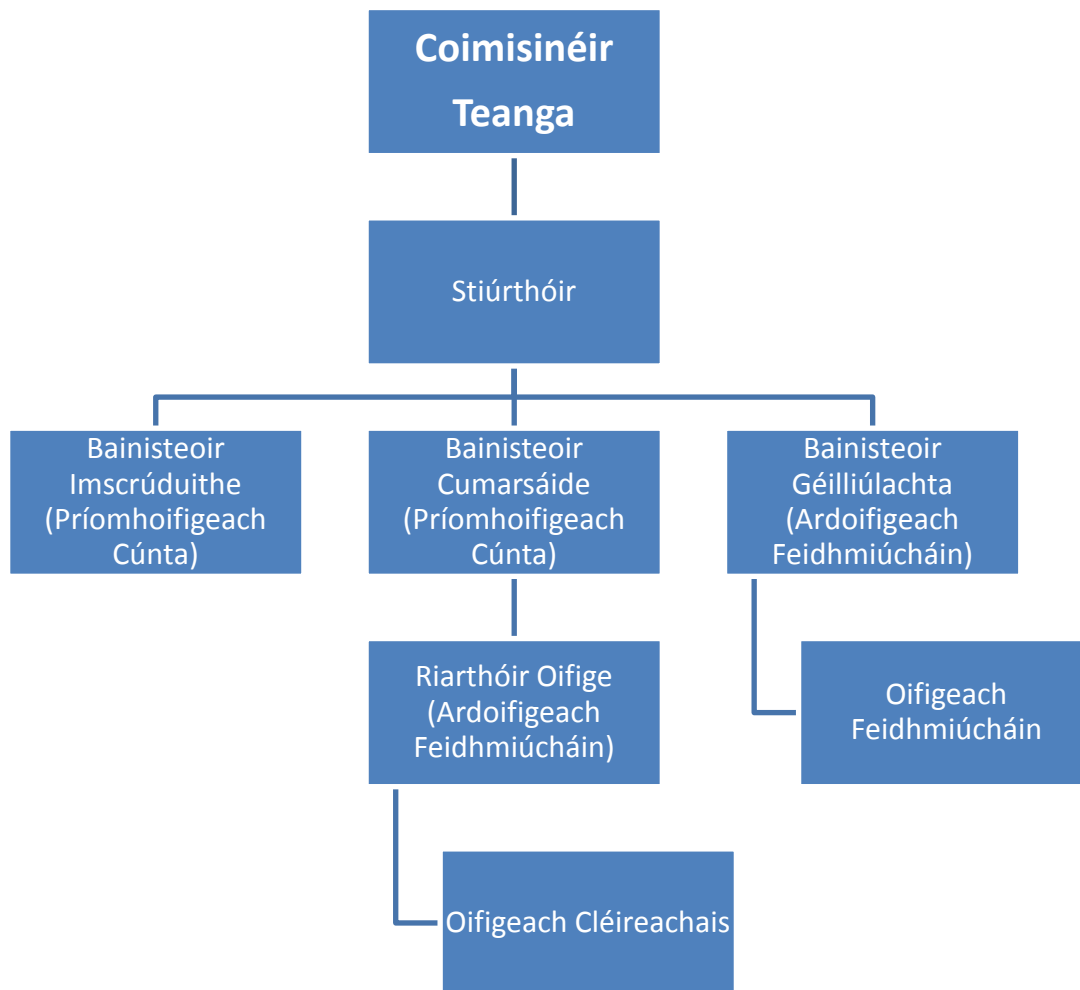 Coimisinéir
Teanga
Stiúrthóir
Bainisteoir
Imscrúduithe
(Príomhoifigeach
Cúnta)
Bainisteoir
Cumarsáide
(Príomhoifigeach
Cúnta)
Bainisteoir
Géilliúlachta
(Ardoifigeach
Feidhmiúcháin)
Riarthóir Oifige
(Ardoifigeach
Feidhmiúcháin)
Oifigeach
Feidhmiúcháin
Oifigeach Cléireachais